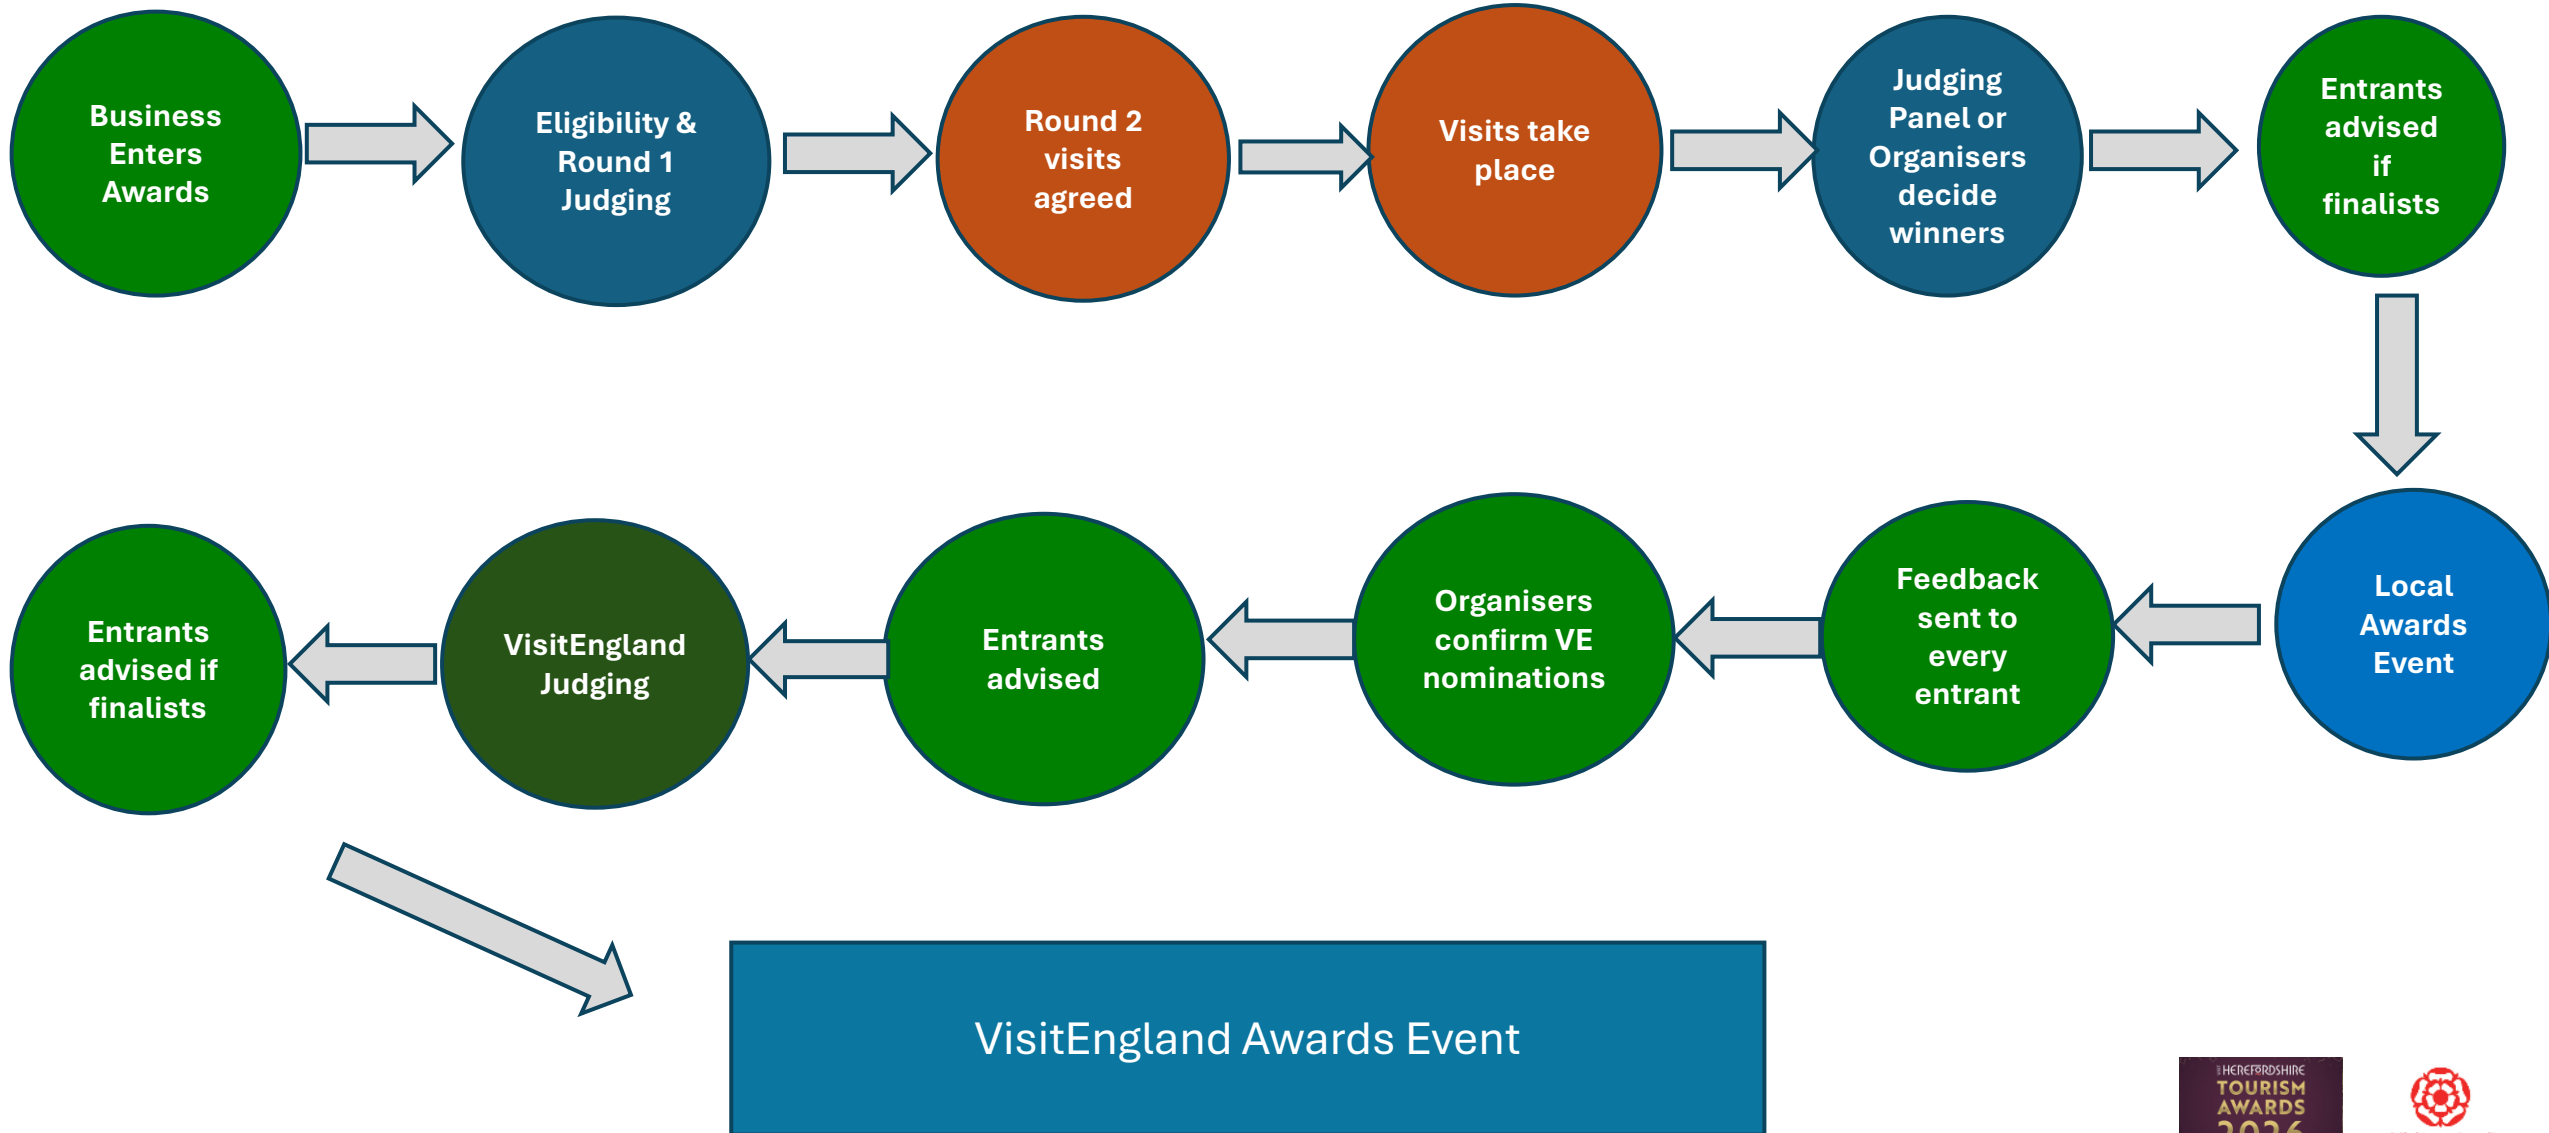 Business
Enters
Awards
Eligibility &
Round 1
Judging
Round 2
visits
agreed
Visits take
place
Judging
Panel or
Organisers
decide
winners
Entrants
advised
if
finalists
Local
Awards
Event
Feedback
sent to
every
entrant
Organisers
confirm VE
nominations
Entrants
advised
VisitEngland
Judging
Entrants
advised if
finalists
VisitEngland Awards Event
HEREFORDSHIRE
TOURISM
AWARDS
2026